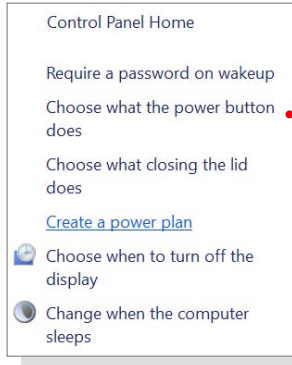 Control Panel Home
Require a password on wakeup
Choose what the power button
does
Choose what closing the lid
does
Create a power plan
Choose when to turn off the
display
Change when the computer
sleeps